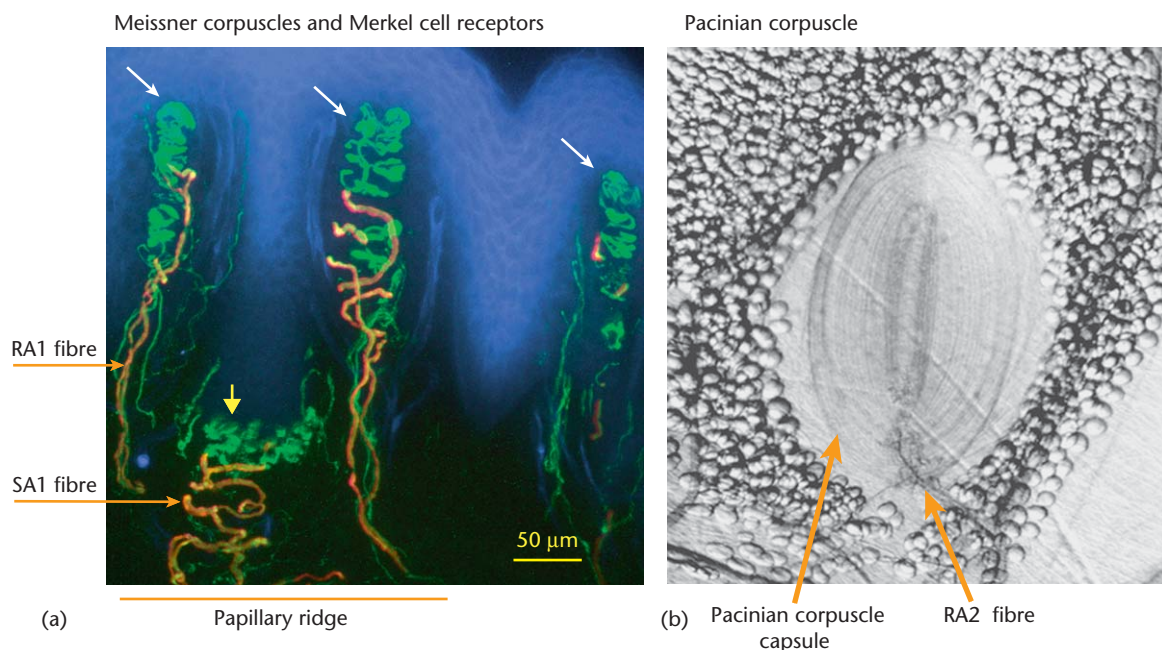 Meissner corpuscles and Merkel cell receptors
Pacinian corpuscle
RA1 fibre
SA1 fibre
50 μm
(a)
Papillary ridge
(b)
Pacinian corpuscle
capsule
RA2 fibre